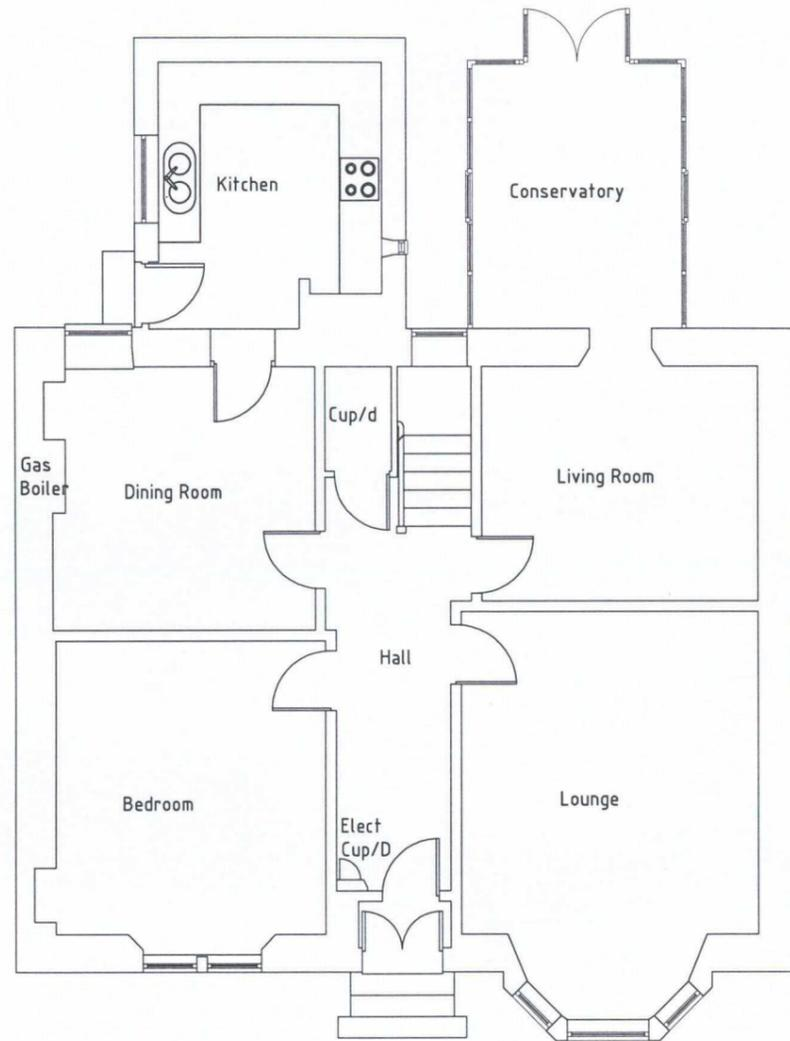 Kitchen
Conservatory
Cup/d
Gas
Boiler
Dining Room
Living Room
Hall
Bedroom
Elect
Cup/D
Lounge